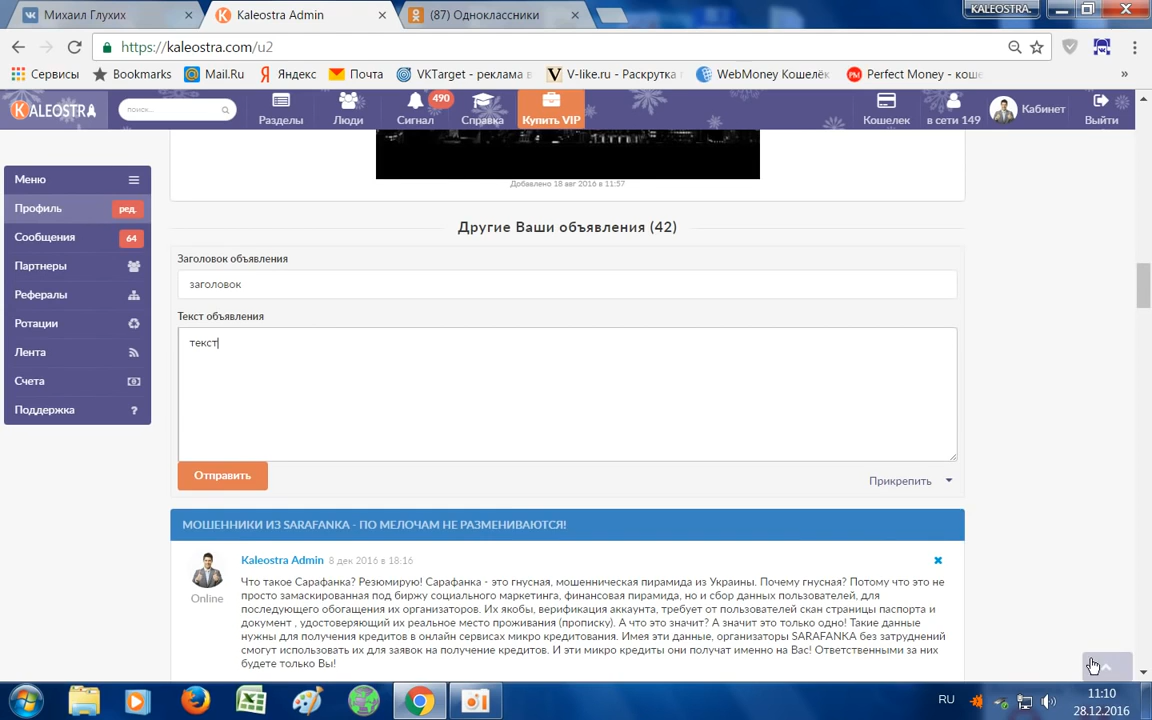 Михаил Глухих
Kaleostra Admin
(87) Одноклассники
KALEOSTRA.
https://kaleostra.com/u2
Сервисы
Bookmarks
Mail.Ru
Яндекс
Почта
VKTarget - реклама в
V-like.ru - Раскрутка г
WebMoney Кошелёк
Perfect Money - коше
»
KALEOSTRA
поиск...
Разделы
Люди
490
Сигнал
Справка
Купить VIP
Кошелек
в сети 149
Кабинет
Выйти
Меню
Профиль
ред.
Сообщения
64
Партнеры
Рефералы
Ротации
Лента
Счета
Поддержка
?
Добавлено 18 авг 2016 в 11:57
Другие Ваши объявления (42)
Заголовок объявления
заголовок
Текст объявления
текст
Отправить
Прикрепить
МОШЕННИКИ ИЗ SARAFANKA - ПО МЕЛОЧАМ НЕ РАЗМЕНИВАЮТСЯ!
Kaleostra Admin 8 дек 2016 в 18:16
Online
Что такое Сарафанка? Резюмирую! Сарафанка - это гнусная, мошенническая пирамида из Украины. Почему гнусная? Потому что это не
просто замаскированная под биржу социального маркетинга, финансовая пирамида, но и сбор данных пользователей, для
последующего обогащения их организаторов. Их якобы, верификация аккаунта, требует от пользователей скан страницы паспорта и
документ , удостоверяющий их реальное место проживания (прописку). А что это значит? А значит это только одно! Такие данные
нужны для получения кредитов в онлайн сервисах микро кредитования. Имея эти данные, организаторы SARAFANKA без затруднений
смогут использовать их для заявок на получение кредитов. И эти микро кредиты они получат именно на Вас! Ответственными за них
будете только Вы!
RU
11:10
28.12.2016